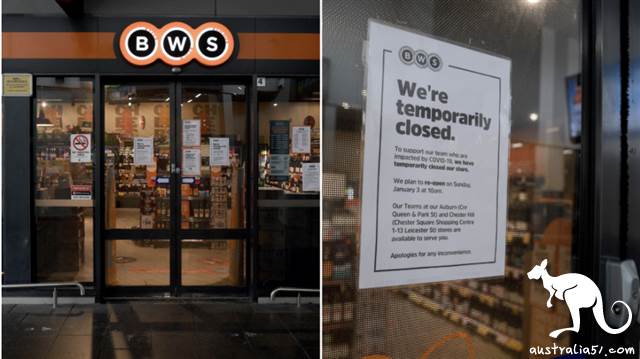 BWS
BWS
We're
temporarily
closed.
To support our team who are
impacted by COVID-19, we have
temporarily closed our store.
We plan to re-open on Sunday,
January 3 at 10am.
Our Teams at our Auburn (Cnr
Queen & Park St) and Chester Hill
(Chester Square Shopping Centre
1-13 Leicester St) stores are
available to serve you.
Apologies for any inconvenience.
australia51.com